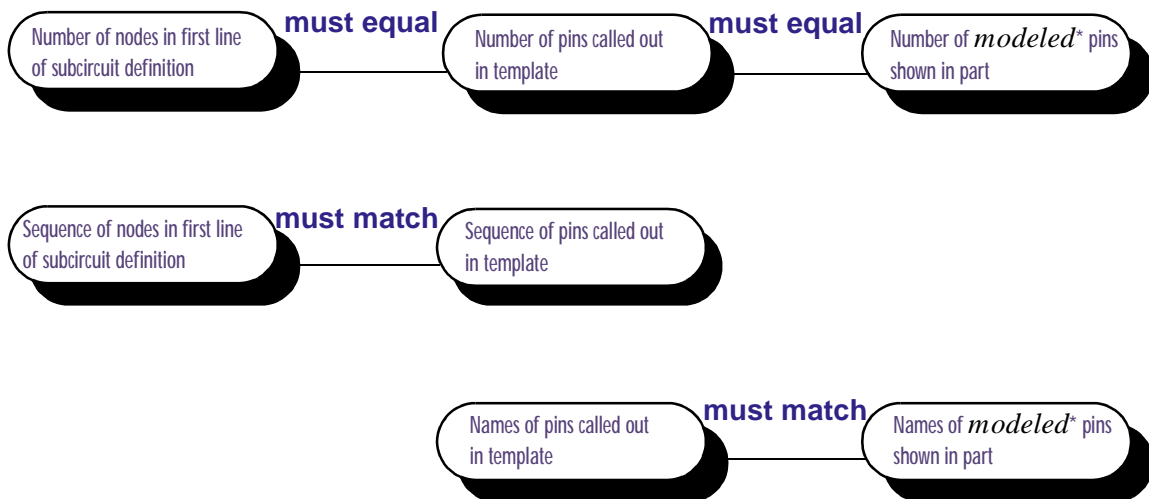 Number of nodes in first line
of subcircuit definition
must equal
Number of pins called out
in template
must equal
Number of modeled* pins
shown in part
Sequence of nodes in first line
of subcircuit definition
must match
Sequence of pins called out
in template
Names of pins called out
in template
must match
Names of modeled* pins
shown in part